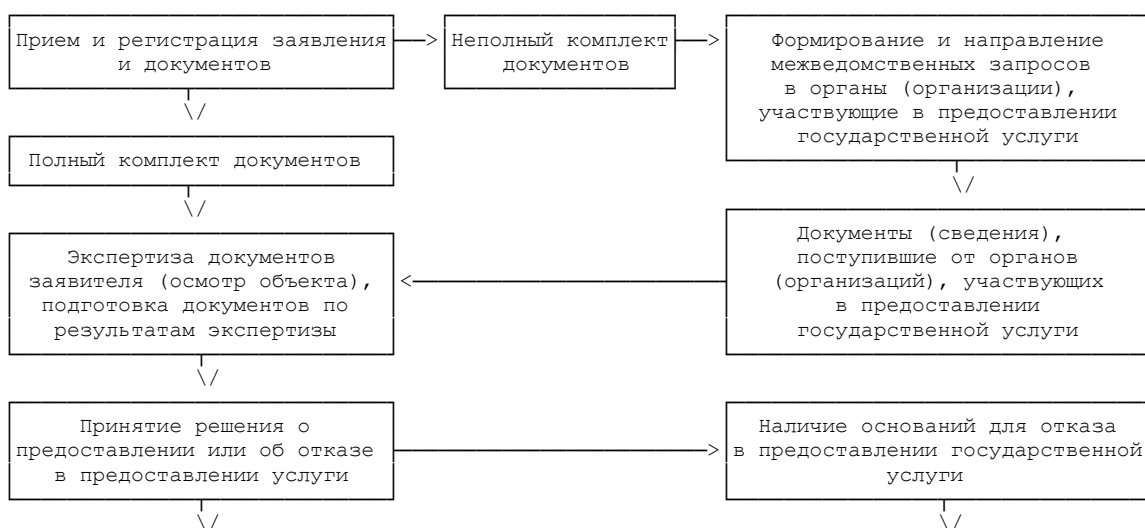 Прием и регистрация заявления
и документов
Неполный комплект
документов
Формирование и направление
межведомственных запросов
в органы (организации),
участвующие в предоставлении
государственной услуги
Полный комплект документов
Документы (сведения),
поступившие от органов
(организаций), участвующих
в предоставлении
государственной услуги
Экспертиза документов
заявителя (осмотр объекта),
подготовка документов по
результатам экспертизы
Принятие решения о
предоставлении или об отказе
в предоставлении услуги
Наличие оснований для отказа
в предоставлении государственной
услуги